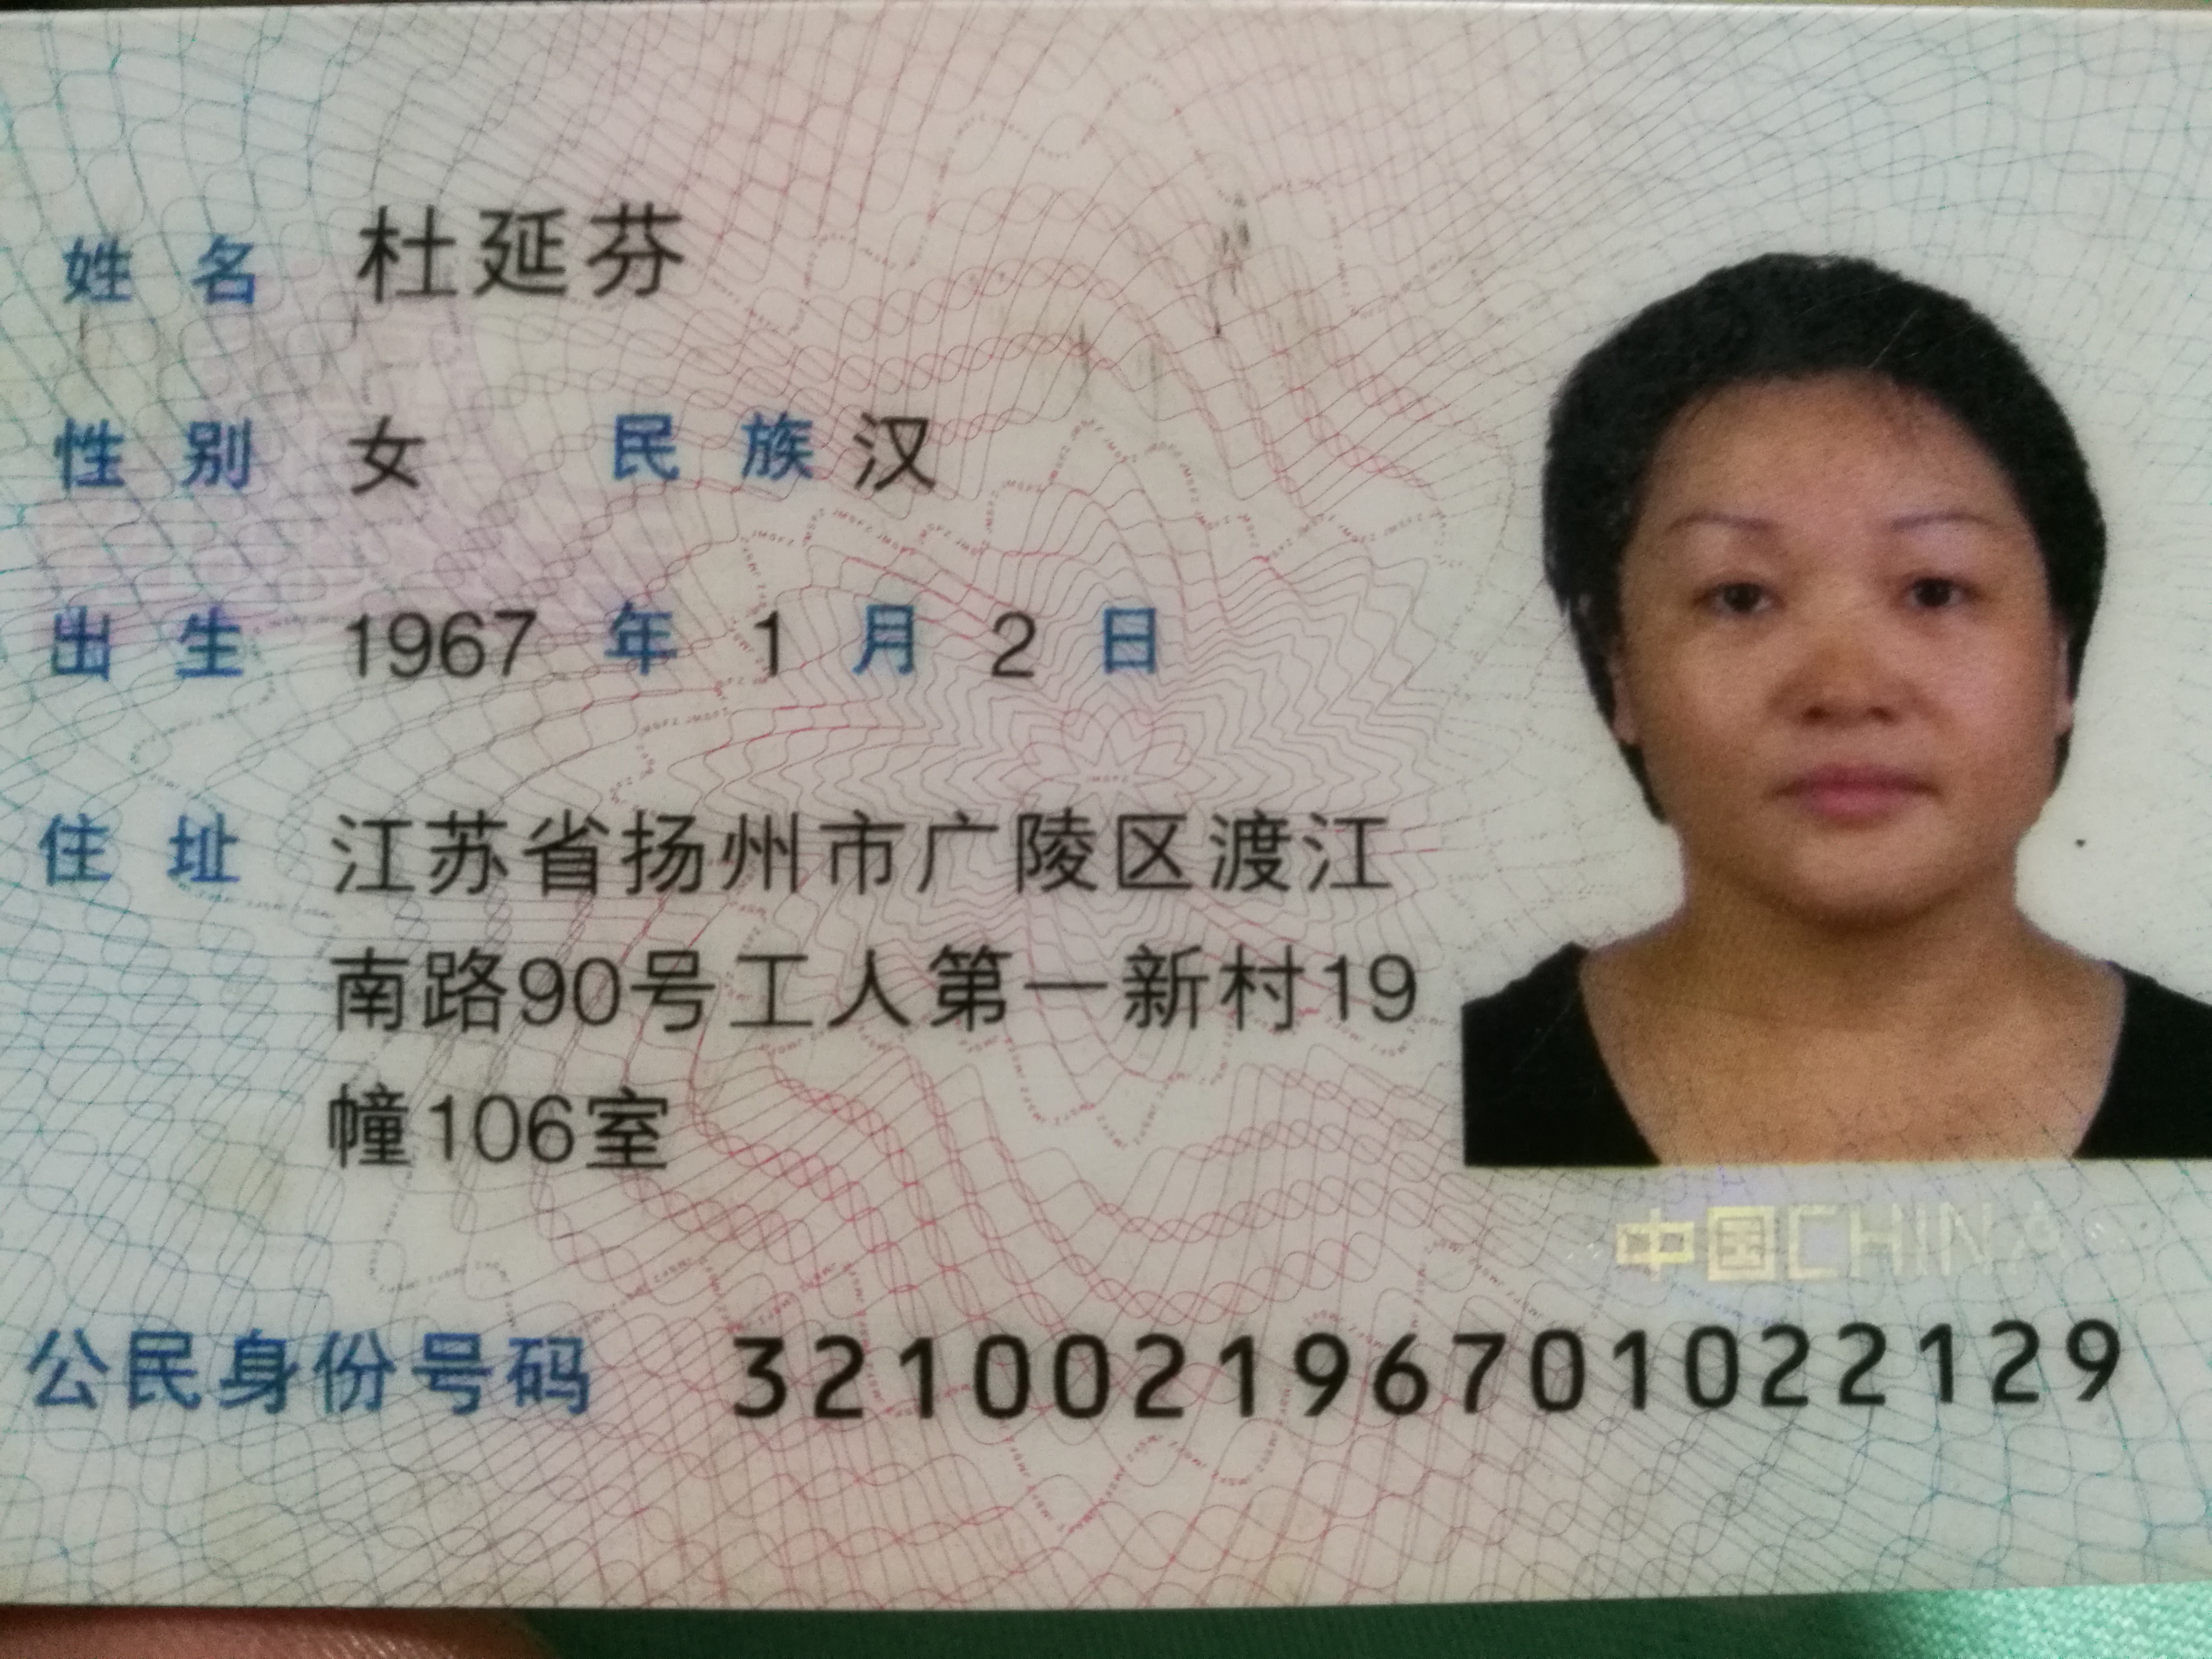 姓名 杜延芬
性别 女 民族 汉
出生 1967 年 1 月 2 日
住址 江苏省扬州市广陵区渡江
南路90号工人第一新村19
幢106室
中国CHINA
公民身份号码 321002196701022129